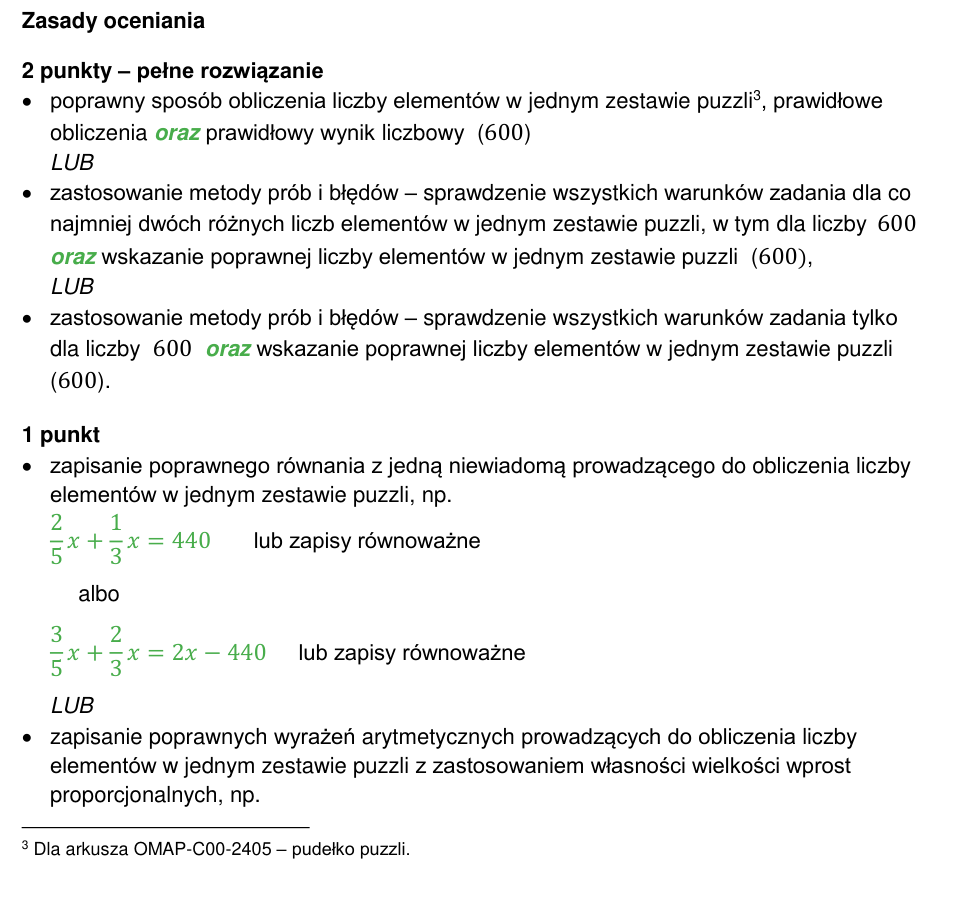 Zasady oceniania
2 punkty – pełne rozwiązanie
• poprawny sposób obliczenia liczby elementów w jednym zestawie puzzli³, prawidłowe
obliczenia oraz prawidłowy wynik liczbowy (600)
LUB
• zastosowanie metody prób i błędów – sprawdzenie wszystkich warunków zadania dla co
najmniej dwóch różnych liczb elementów w jednym zestawie puzzli, w tym dla liczby 600
oraz wskazanie poprawnej liczby elementów w jednym zestawie puzzli (600),
LUB
• zastosowanie metody prób i błędów – sprawdzenie wszystkich warunków zadania tylko
dla liczby 600 oraz wskazanie poprawnej liczby elementów w jednym zestawie puzzli
(600).
1 punkt
• zapisanie poprawnego równania z jedną niewiadomą prowadzącego do obliczenia liczby
elementów w jednym zestawie puzzli, np.
2/5 x + 1/3 x = 440 lub zapisy równoważne
albo
3/5 x + 2/3 x = 2x − 440 lub zapisy równoważne
LUB
• zapisanie poprawnych wyrażeń arytmetycznych prowadzących do obliczenia liczby
elementów w jednym zestawie puzzli z zastosowaniem własności wielkości wprost
proporcjonalnych, np.
³ Dla arkusza OMAP-C00-2405 – pudełko puzzli.